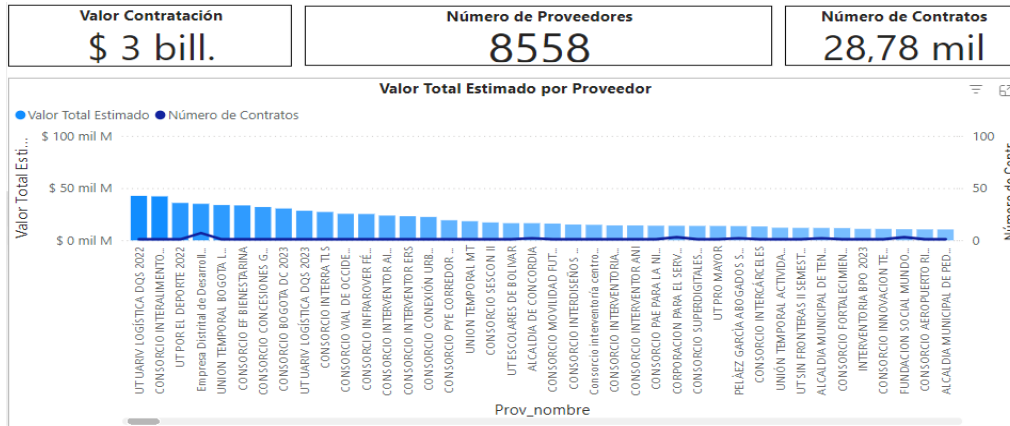 Valor Contratación
$ 3 bill.
Número de Proveedores
8558
Número de Contratos
28,78 mil
Valor Total Estimado por Proveedor
Valor Total Estimado
Número de Contratos
Valor Total Esti...
$ 100 mil M
$ 50 mil M
$ 0 mil M
100
50
0
Número de Contr...
UT UARIV LOGÍSTICA DQS 2022
CONSORCIO INTERALIMENTO...
UT POR EL DEPORTE 2022
Empresa Distrital de Desarroll...
UNION TEMPORAL BOGOTA L...
CONSORCIO EF BIENESTARINA
CONSORCIO CONCESIONES G...
CONSORCIO BOGOTA DC 2023
UT UARIV LOGÍSTICA DQS 2023
CONSORCIO INTERRA TLS
CONSORCIO VIAL DE OCCIDE...
CONSORCIO INFRAROVER FÉ...
CONSORCIO INTERVENTOR AI...
CONSORCIO INTERVENTOR ERS
CONSORCIO CONEXIÓN URB...
CONSORCIO PYE CORREDOR ...
UNION TEMPORAL MT
CONSORCIO SESCON II
UT ESCOLARES DE BOLIVAR
ALCALDIA DE CONCORDIA
CONSORCIO MOVILIDAD FUT...
CONSORCIO INTERDISEÑOS ...
Consorcio interventoria centro...
CONSORCIO INTERVENTORIA...
CONSORCIO INTERVENTOR ANI
CONSORCIO PAE PARA LA NI...
CORPORACION PARA EL SERV...
CONSORCIO SUPERDIGITALES...
UT PRO MAYOR
PELÁEZ GARCÍA ABOGADOS S...
CONSORCIO INTERCÁRCELES
UNIÓN TEMPORAL ACTIVIDA...
UT SIN FRONTERAS II SEMEST...
ALCALDIA MUNICIPAL DE TEN...
CONSORCIO FORTALECIMIEN...
INTERVENTORIA BPO 2023
CONSORCIO INNOVACION TE...
FUNDACION SOCIAL MUNDO...
CONSORCIO AEROPUERTO RI...
ALCALDIA MUNICIPAL DE PED...
Prov_nombre